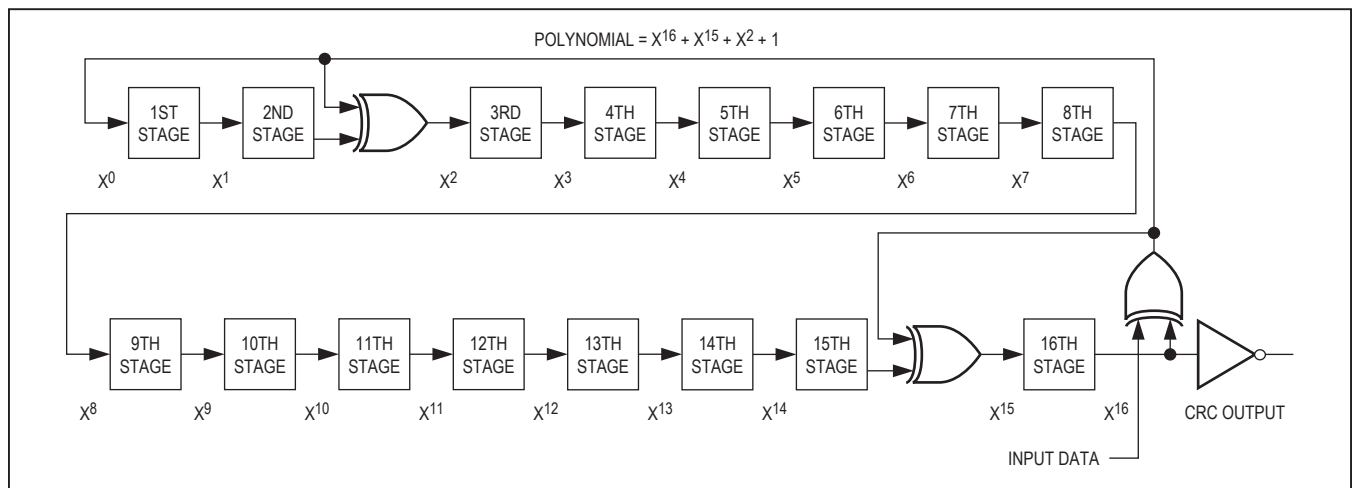 POLYNOMIAL = X16 + X15 + X2 + 1
1ST
STAGE
2ND
STAGE
3RD
STAGE
4TH
STAGE
5TH
STAGE
6TH
STAGE
7TH
STAGE
8TH
STAGE
X0
X1
X2
X3
X4
X5
X6
X7
9TH
STAGE
10TH
STAGE
11TH
STAGE
12TH
STAGE
13TH
STAGE
14TH
STAGE
15TH
STAGE
16TH
STAGE
X8
X9
X10
X11
X12
X13
X14
X15
X16
CRC OUTPUT
INPUT DATA